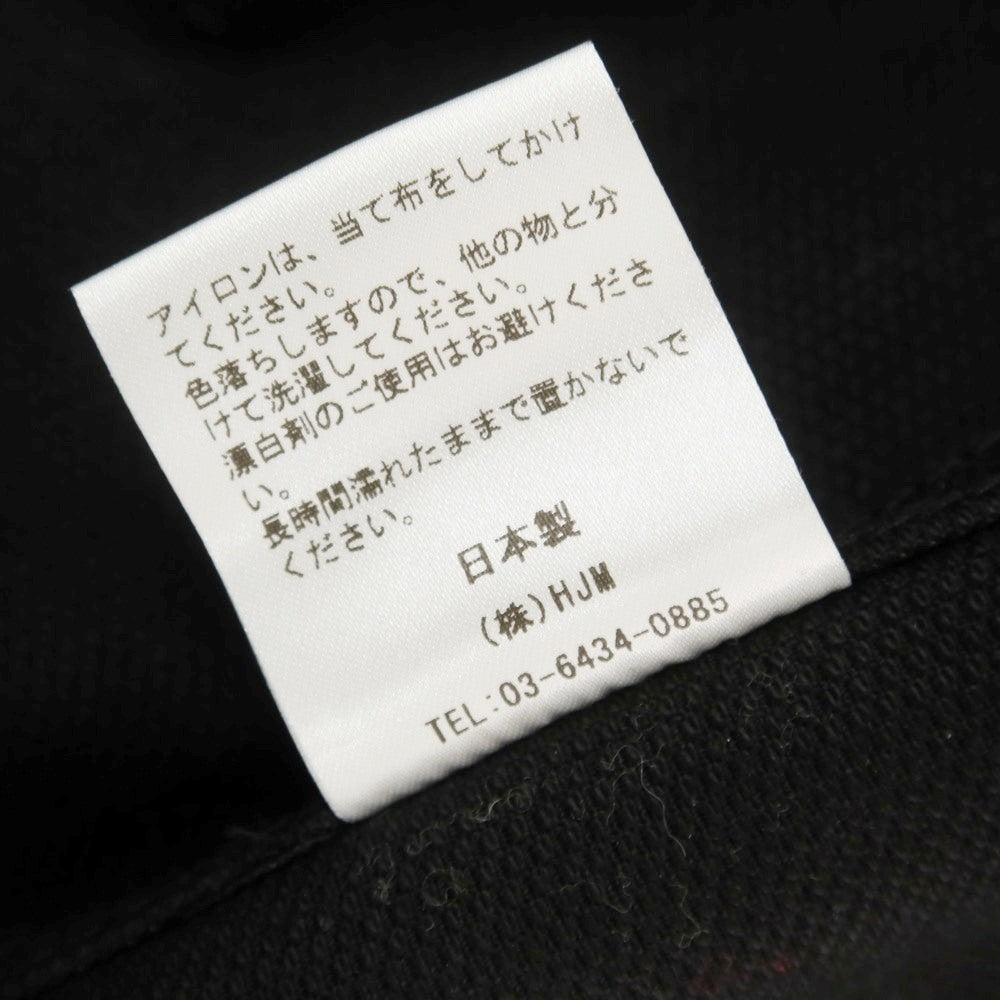 アイロンは、当て布をしてかけ
てください。
色落ちしますので、他の物と分
けて洗濯してください。
漂白剤のご使用はお避けくださ
い。
長時間濡れたままで置かないで
ください。
日本製
(株)HJM
TEL:03-6434-0885